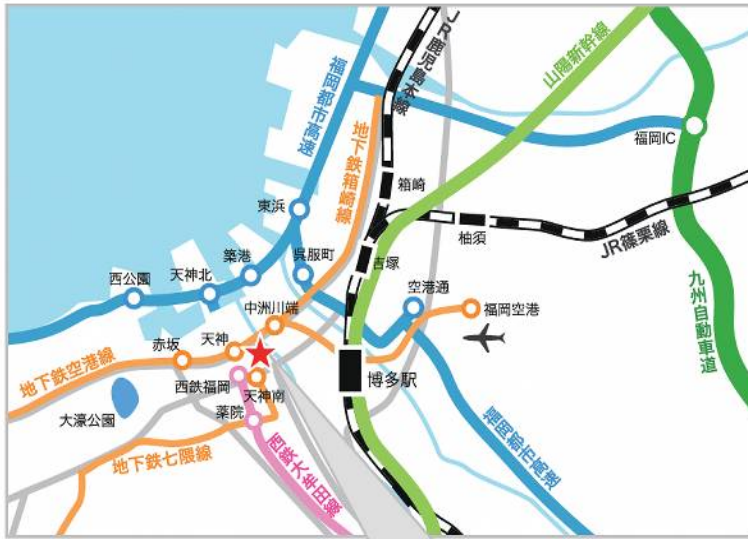 JR鹿児島本線
山陽新幹線
福岡都市高速
地下鉄箱崎線
福岡IC
箱崎
東浜
柚須
JR篠栗線
吉塚
呉服町
築港
天神北
西公園
空港通
福岡空港
中洲川端
九州自動車道
天神
赤坂
地下鉄空港線
博多駅
西鉄福岡
天神南
大濠公園
薬院
地下鉄七隈線
西鉄大牟田線
福岡都市高速